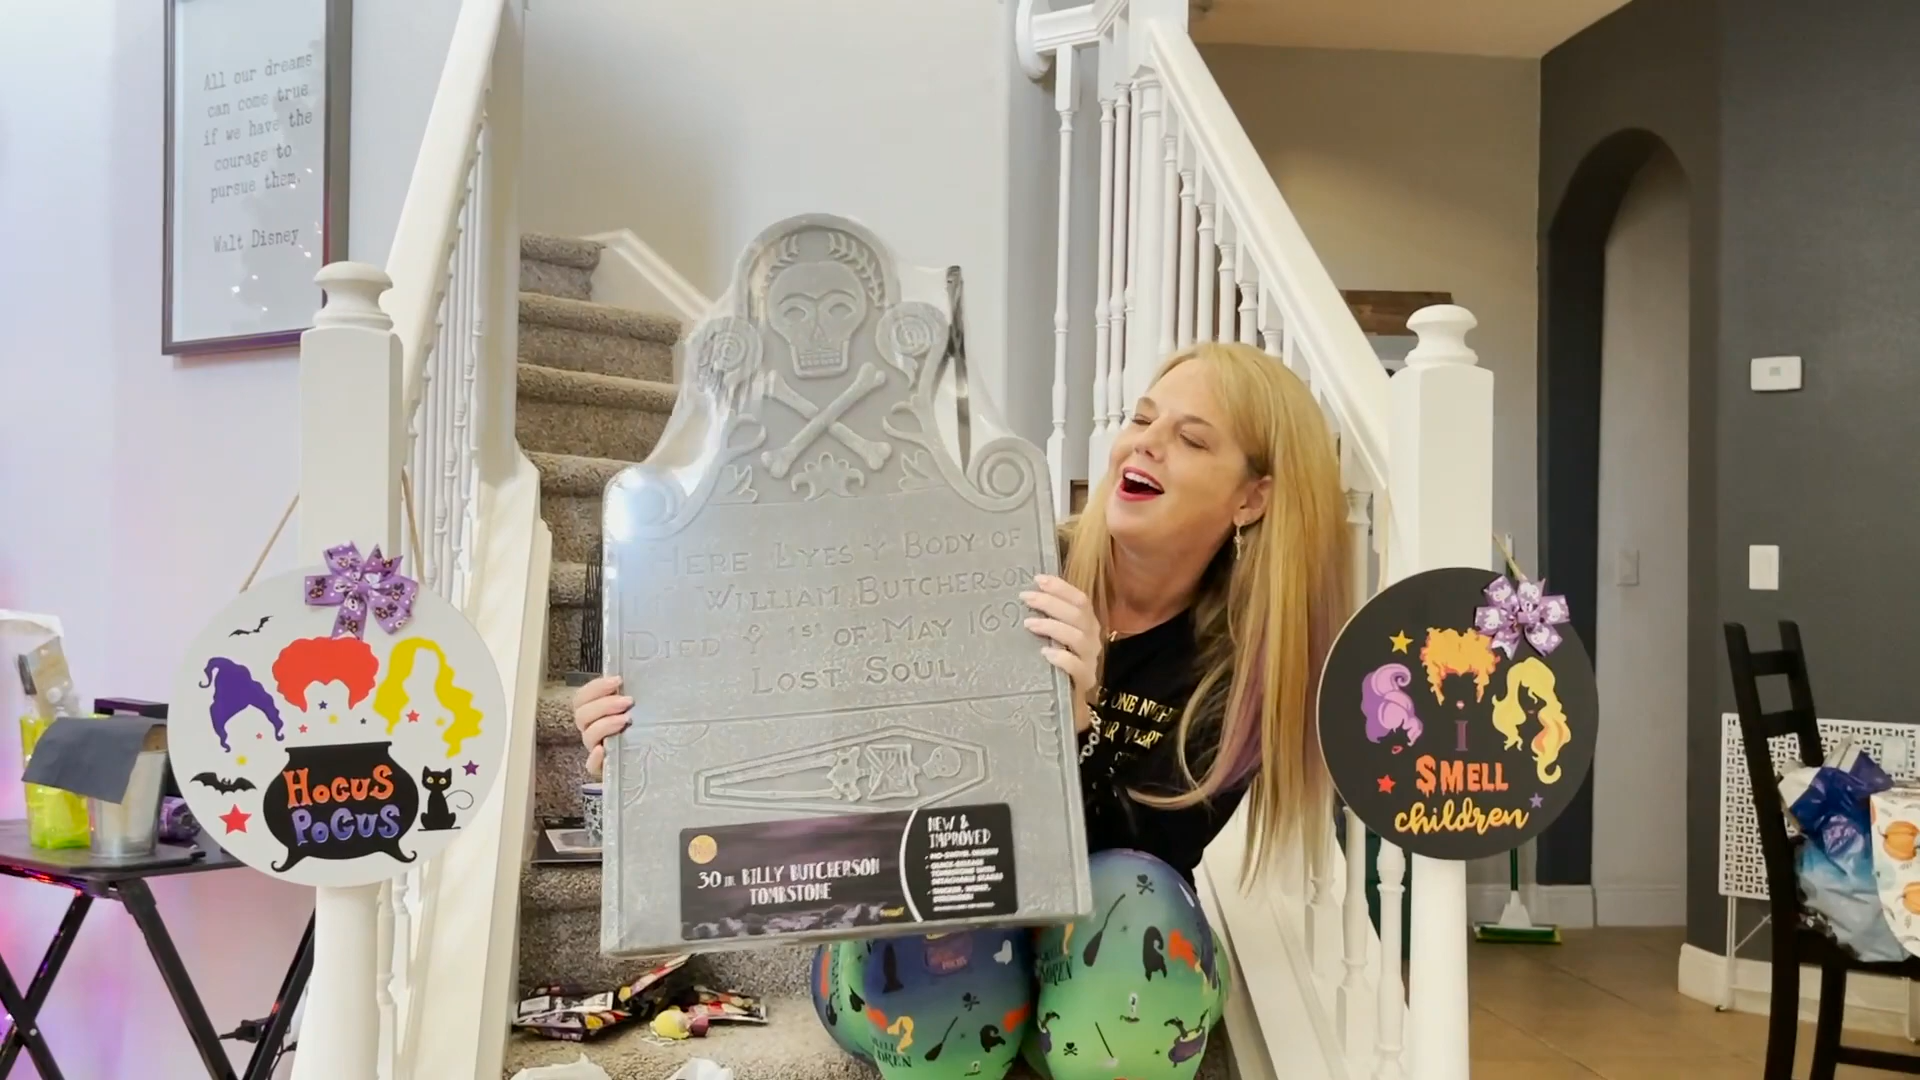 All our dreams
can come true
if we have the
courage to
pursue them.
Walt Disney
HERE LYES Y BODY OF
WILLIAM BUTCHERSON
DIED Y 1st OF MAY 169
LOST SOUL
30 in. BILLY BUTCHERSON
TOMBSTONE
NEW &
IMPROVED
HOCUS
POCUS
I
SMELL
children
ONE NIGH